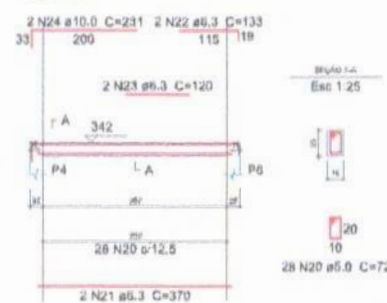 2 N24 ø10.0 C=231 2 N22 ø6.3 C=133
33 200 115 19
2 N23 ø6.3 C=120
Esc 1:25
A
342
P4 A P6
20
10
28 N20 c/12.5
28 N20 ø5.0 C=72
2 N21 ø6.3 C=370